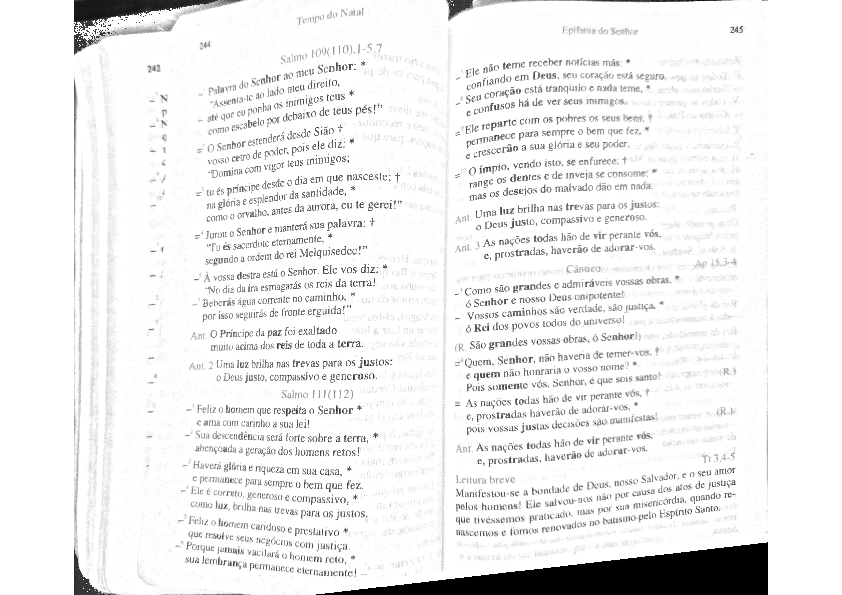 242
– N
p
– N
q
244
Tempo do Natal
Salmo 109(110),1-5.7
–¹ Palavra do Senhor ao meu Senhor: *
“Assenta-te ao lado meu direito,
– até que eu ponha os inimigos teus *
como escabelo por debaixo de teus pés!”
=² O Senhor estenderá desde Sião †
vosso cetro de poder, pois ele diz: *
“Domina com vigor teus inimigos;
=³ tu és príncipe desde o dia em que nasceste; †
na glória e esplendor da santidade, *
como o orvalho, antes da aurora, eu te gerei!”
=⁴ Jurou o Senhor e manterá sua palavra: †
“Tu és sacerdote eternamente, *
segundo a ordem do rei Melquisedec!”
–⁵ À vossa destra está o Senhor. Ele vos diz: *
“No dia da ira esmagarás os reis da terra!
–⁷ Beberás água corrente no caminho, *
por isso seguirás de fronte erguida!”
Ant. O Príncipe da paz foi exaltado
muito acima dos reis de toda a terra.
Ant. 2 Uma luz brilha nas trevas para os justos:
o Deus justo, compassivo e generoso.
Salmo 111(112)
–¹ Feliz o homem que respeita o Senhor *
e ama com carinho a sua lei!
–² Sua descendência será forte sobre a terra, *
abençoada a geração dos homens retos!
–³ Haverá glória e riqueza em sua casa, *
e permanece para sempre o bem que fez.
–⁴ Ele é correto, generoso e compassivo, *
como luz, brilha nas trevas para os justos.
–⁵ Feliz o homem caridoso e prestativo *,
que resolve seus negócios com justiça.
–⁶ Porque jamais vacilará o homem reto, *
sua lembrança permanece eternamente! –
Epifania do Senhor
245
–⁷ Ele não teme receber notícias más: *
confiando em Deus, seu coração está seguro.
–⁸ Seu coração está tranquilo e nada teme, *
e confusos há de ver seus inimigos.
=⁹ Ele reparte com os pobres os seus bens, †
permanece para sempre o bem que fez, *
e crescerão a sua glória e seu poder.
=¹⁰ O ímpio, vendo isto, se enfurece, †
range os dentes e de inveja se consome; *
mas os desejos do malvado dão em nada.
Ant. Uma luz brilha nas trevas para os justos:
o Deus justo, compassivo e generoso.
Ant. 3 As nações todas hão de vir perante vós,
e, prostradas, haverão de adorar-vos.
Cântico
Ap 15,3-4
–³ Como são grandes e admiráveis vossas obras, *
ó Senhor e nosso Deus onipotente!
– Vossos caminhos são verdade, são justiça, *
ó Rei dos povos todos do universo!
(R. São grandes vossas obras, ó Senhor!)
=⁴ Quem, Senhor, não haveria de temer-vos, †
e quem não honraria o vosso nome? *
Pois somente vós, Senhor, é que sois santo! (R.)
= As nações todas hão de vir perante vós, †
e, prostradas haverão de adorar-vos, *
pois vossas justas decisões são manifestas! (R.)
Ant. As nações todas hão de vir perante vós,
e, prostradas, haverão de adorar-vos.
Leitura breve
Tt 3,4-5
Manifestou-se a bondade de Deus, nosso Salvador, e o seu amor
pelos homens! Ele salvou-nos não por causa dos atos de justiça
que tivéssemos praticado, mas por sua misericórdia, quando re-
nascemos e fomos renovados no batismo pelo Espírito Santo.